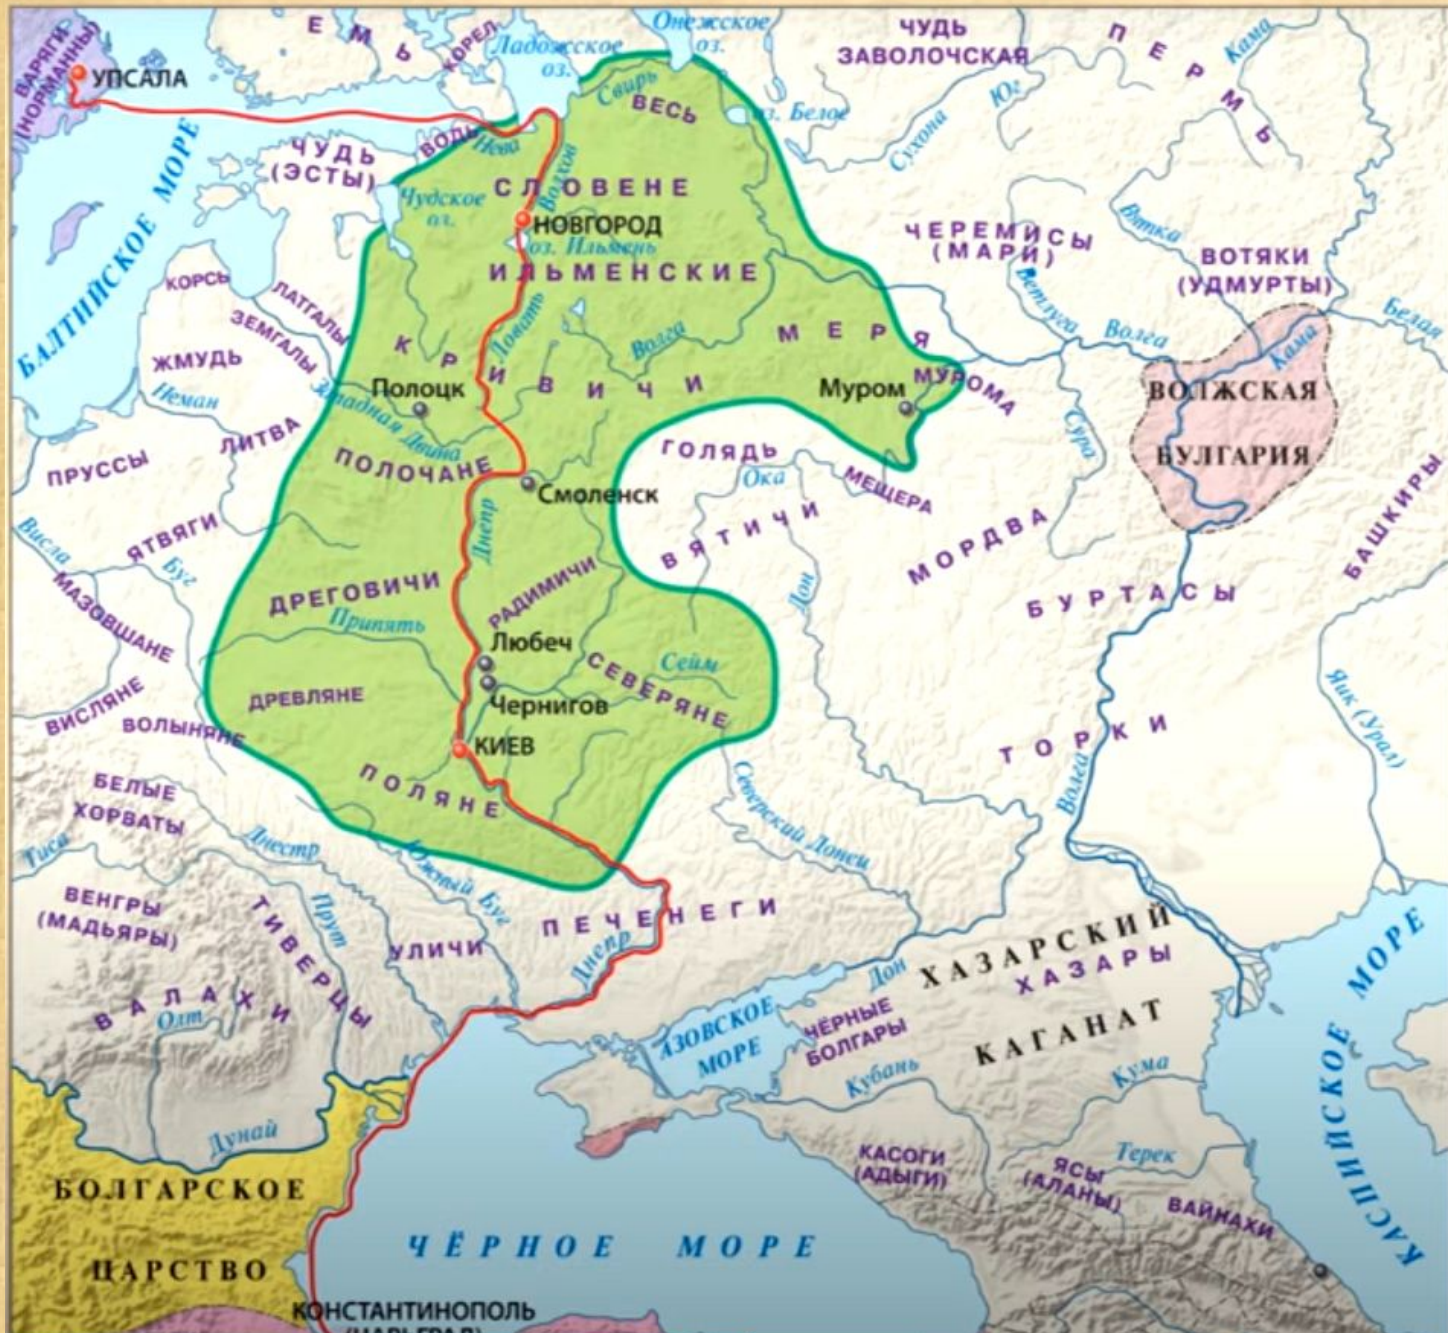 ЕМЬ
КОРЕЛ
Ладожское
оз.
Онежское
оз.
ЧУДЬ
ЗАВОЛОЧСКАЯ
ПЕРМЬ
Кама
ВАРЯГИ
(НОРМАННЫ)
УПСАЛА
Свирь
ВЕСЬ
оз. Белое
Юг
Сухона
ВОДЬ
Нева
ЧУДЬ
(ЭСТЫ)
Чудское
оз.
Волхов
СЛОВЕНЕ
НОВГОРОД
оз. Ильмень
ИЛЬМЕНСКИЕ
БАЛТИЙСКОЕ МОРЕ
ЧЕРЕМИСЫ
(МАРИ)
Вятка
ВОТЯКИ
(УДМУРТЫ)
Ветлуга
Волга
Белая
Кама
КОРСЬ
ЛАТГАЛЫ
ЗЕМГАЛЫ
ЖМУДЬ
Неман
Ловать
Волга
МЕРЯ
КРИВИЧИ
Полоцк
Западная Двина
Муром
МУРОМА
ВОЛЖСКАЯ
БУЛГАРИЯ
Сура
ПРУССЫ
ЛИТВА
ПОЛОЧАНЕ
Смоленск
ГОЛЯДЬ
Ока
МЕЩЕРА
ВЯТИЧИ
МОРДВА
БАШКИРЫ
Висла
ЯТВЯГИ
Буг
Днепр
МАЗОВШАНЕ
ДРЕГОВИЧИ
РАДИМИЧИ
Припять
Дон
БУРТАСЫ
Любеч
Сейм
СЕВЕРЯНЕ
Чернигов
ВИСЛЯНЕ
ВОЛЫНЯНЕ
ДРЕВЛЯНЕ
КИЕВ
ТОРКИ
Яик (Урал)
Волга
БЕЛЫЕ
ХОРВАТЫ
ПОЛЯНЕ
Северский Донец
Тиса
Днестр
Южный Буг
ВЕНГРЫ
(МАДЬЯРЫ)
ТИВЕРЦЫ
Прут
УЛИЧИ
ПЕЧЕНЕГИ
Днепр
ВАЛАХИ
Олт
Дон
ХАЗАРСКИЙ
ХАЗАРЫ
КАГАНАТ
АЗОВСКОЕ
МОРЕ
ЧЁРНЫЕ
БОЛГАРЫ
Кубань
Кума
КАСПИЙСКОЕ МОРЕ
Дунай
БОЛГАРСКОЕ
ЦАРСТВО
КАСОГИ
(АДЫГИ)
ЯСЫ
(АЛАНЫ)
Терек
ВАЙНАХИ
ЧЁРНОЕ МОРЕ
КОНСТАНТИНОПОЛЬ
(ЦАРЬГРАД)